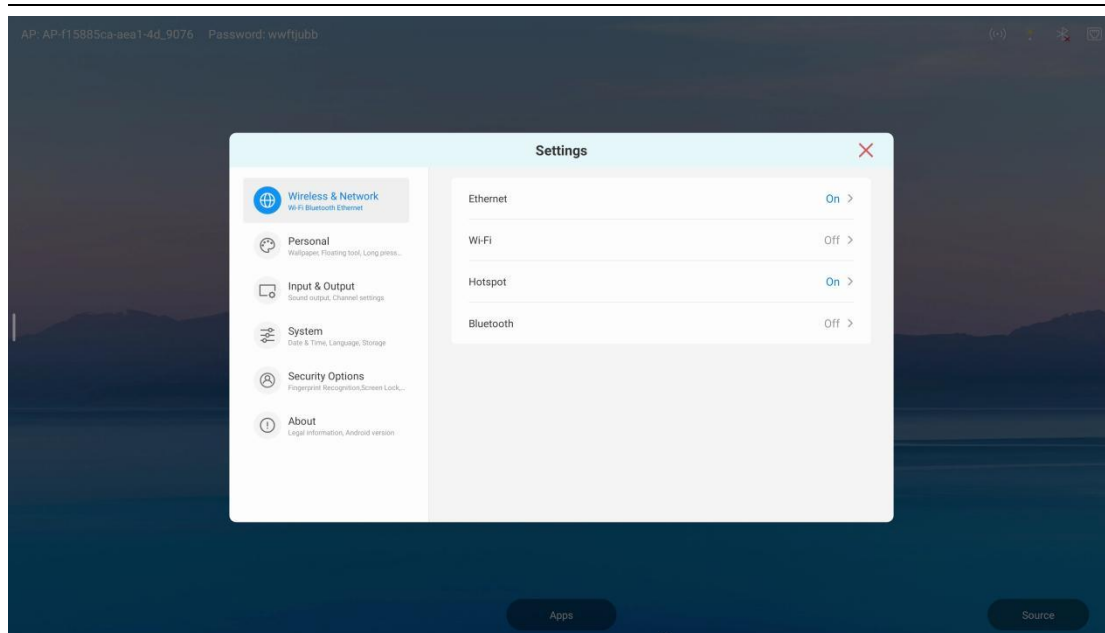 AP: AP-f15885ca-aea1-4d_9076 Password: wwftjubb
Settings
Wireless & Network
Wi-Fi Bluetooth Ethernet
Personal
Wallpaper, Floating tool, Long press...
Input & Output
Sound output, Channel settings
System
Date & Time, Language, Storage
Security Options
Fingerprint Recognition,Screen Lock,...
About
Legal information, Android version
Ethernet On
Wi-Fi Off
Hotspot On
Bluetooth Off
Apps
Source